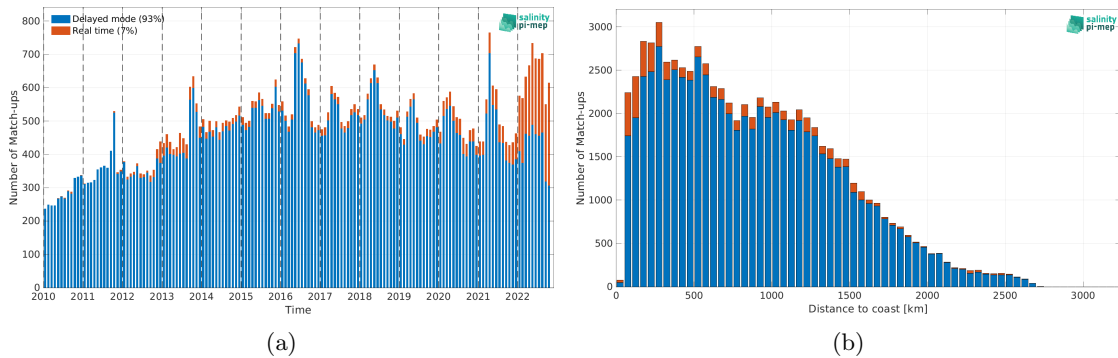 Delayed mode (93%)
Real time (7%)
salinity
pi-mep
Number of Match-ups
800
700
600
500
400
300
200
100
0
2010 2011 2012 2013 2014 2015 2016 2017 2018 2019 2020 2021 2022
Time
(a)
salinity
pi-mep
Number of Match-ups
3000
2500
2000
1500
1000
500
0
0 500 1000 1500 2000 2500 3000
Distance to coast [km]
(b)